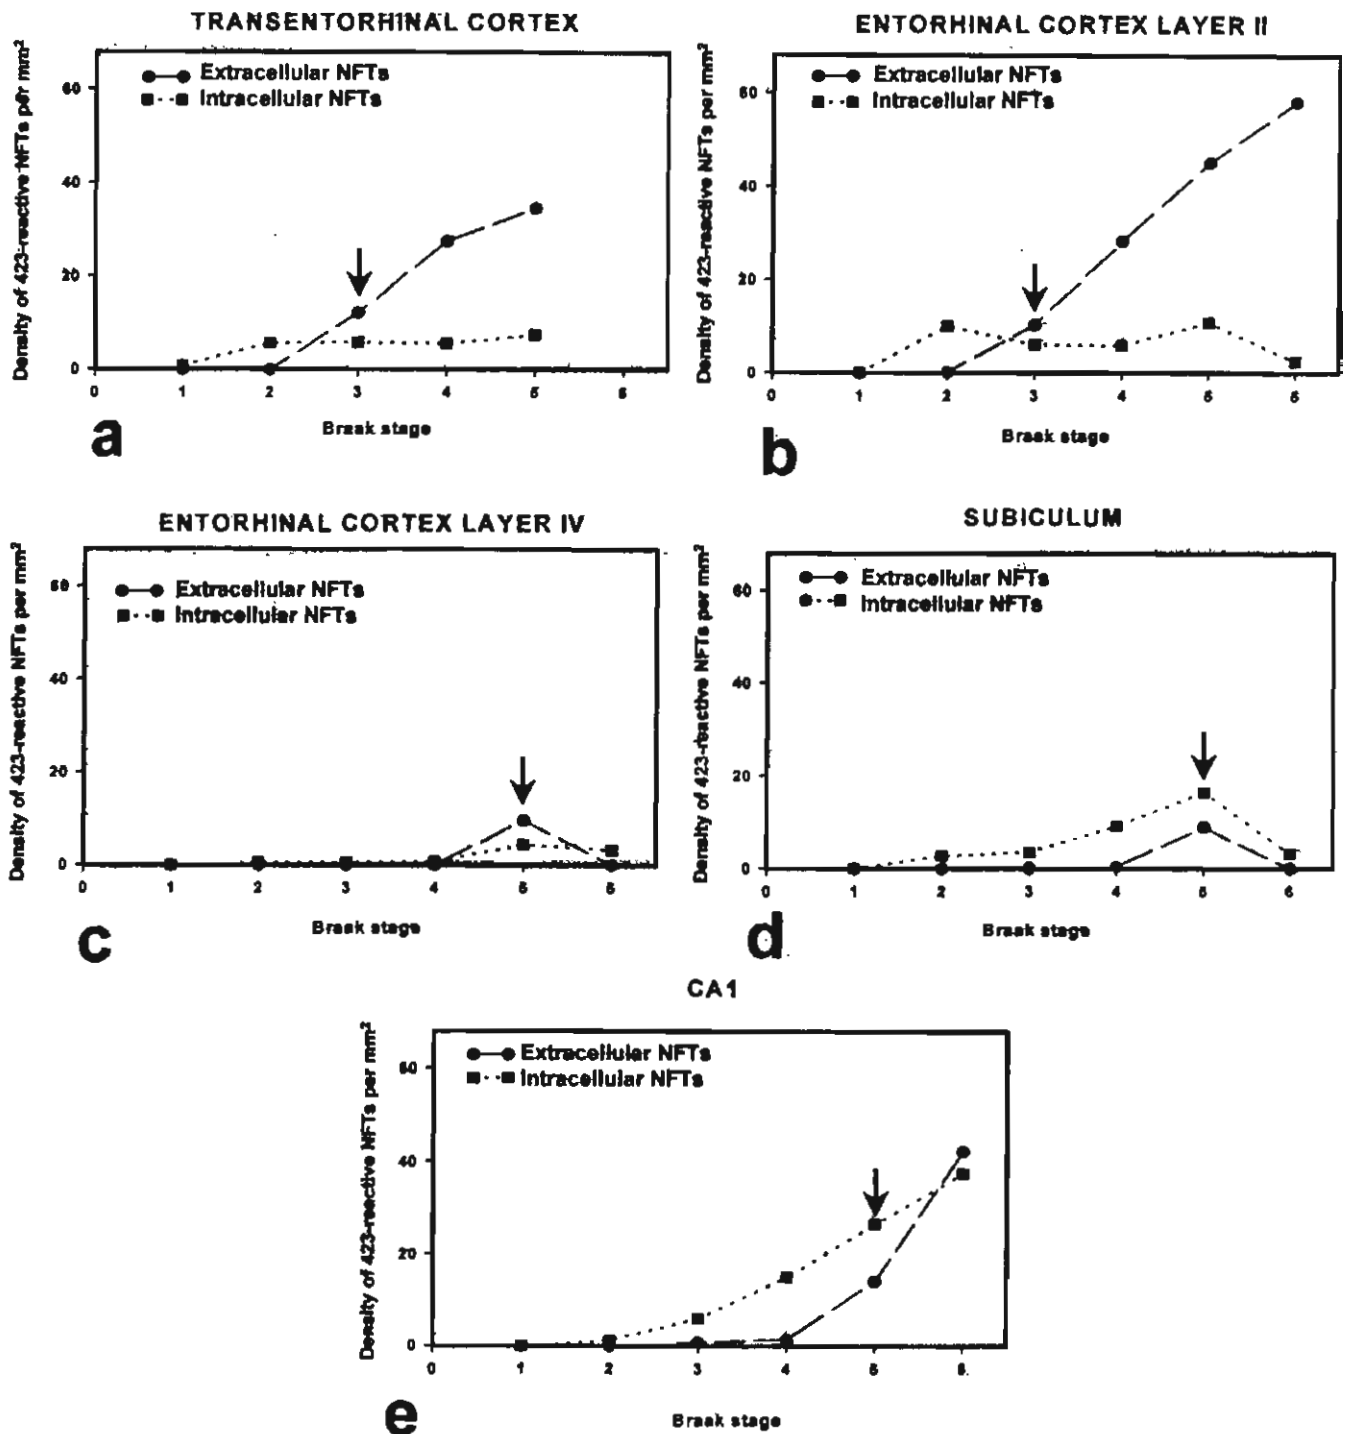 TRANSENTORHINAL CORTEX
Density of 423-reactive NFTs per mm²
Extracellular NFTs
Intracellular NFTs
60
40
20
0
0 1 2 3 4 5 6
Braak stage
a
ENTORHINAL CORTEX LAYER II
Density of 423-reactive NFTs per mm²
Extracellular NFTs
Intracellular NFTs
60
40
20
0
0 1 2 3 4 5 6
Braak stage
b
ENTORHINAL CORTEX LAYER IV
Density of 423-reactive NFTs per mm²
Extracellular NFTs
Intracellular NFTs
60
40
20
0
0 1 2 3 4 5 6
Braak stage
c
SUBICULUM
Density of 423-reactive NFTs per mm²
Extracellular NFTs
Intracellular NFTs
60
40
20
0
0 1 2 3 4 5 6
Braak stage
d
CA1
Density of 423-reactive NFTs per mm²
Extracellular NFTs
Intracellular NFTs
60
40
20
0
0 1 2 3 4 5 6
Braak stage
e